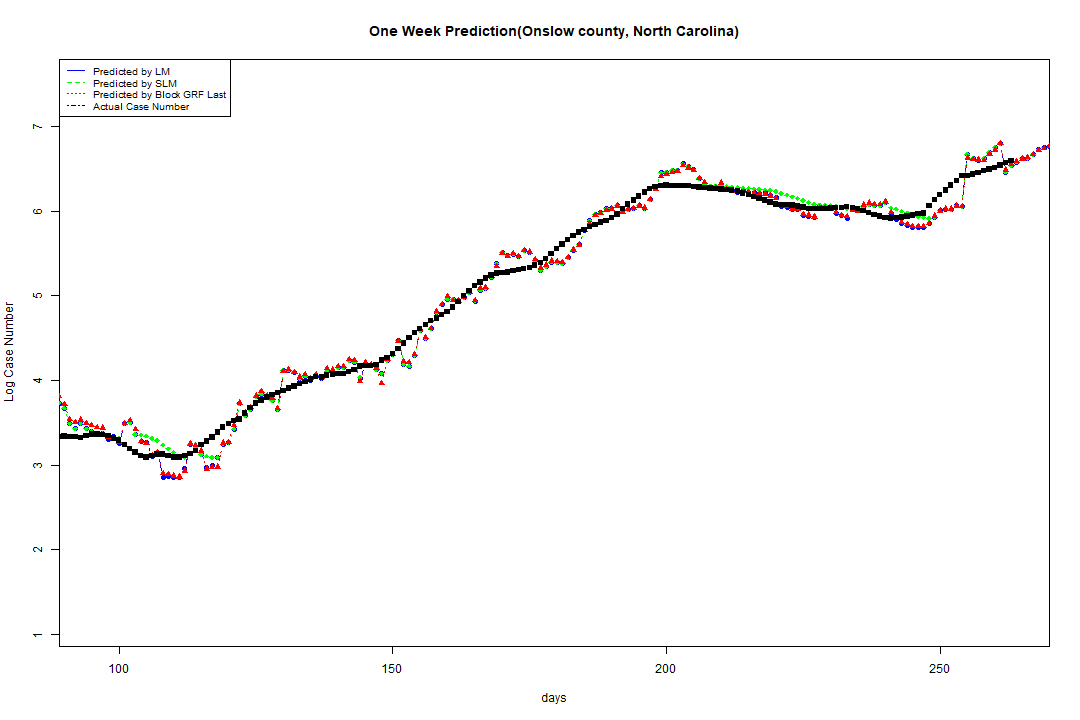 One Week Prediction(Onslow county, North Carolina)
Predicted by LM
Predicted by SLM
Predicted by Block GRF Last
Actual Case Number
Log Case Number
7
6
5
4
3
2
1
100 150 200 250
days